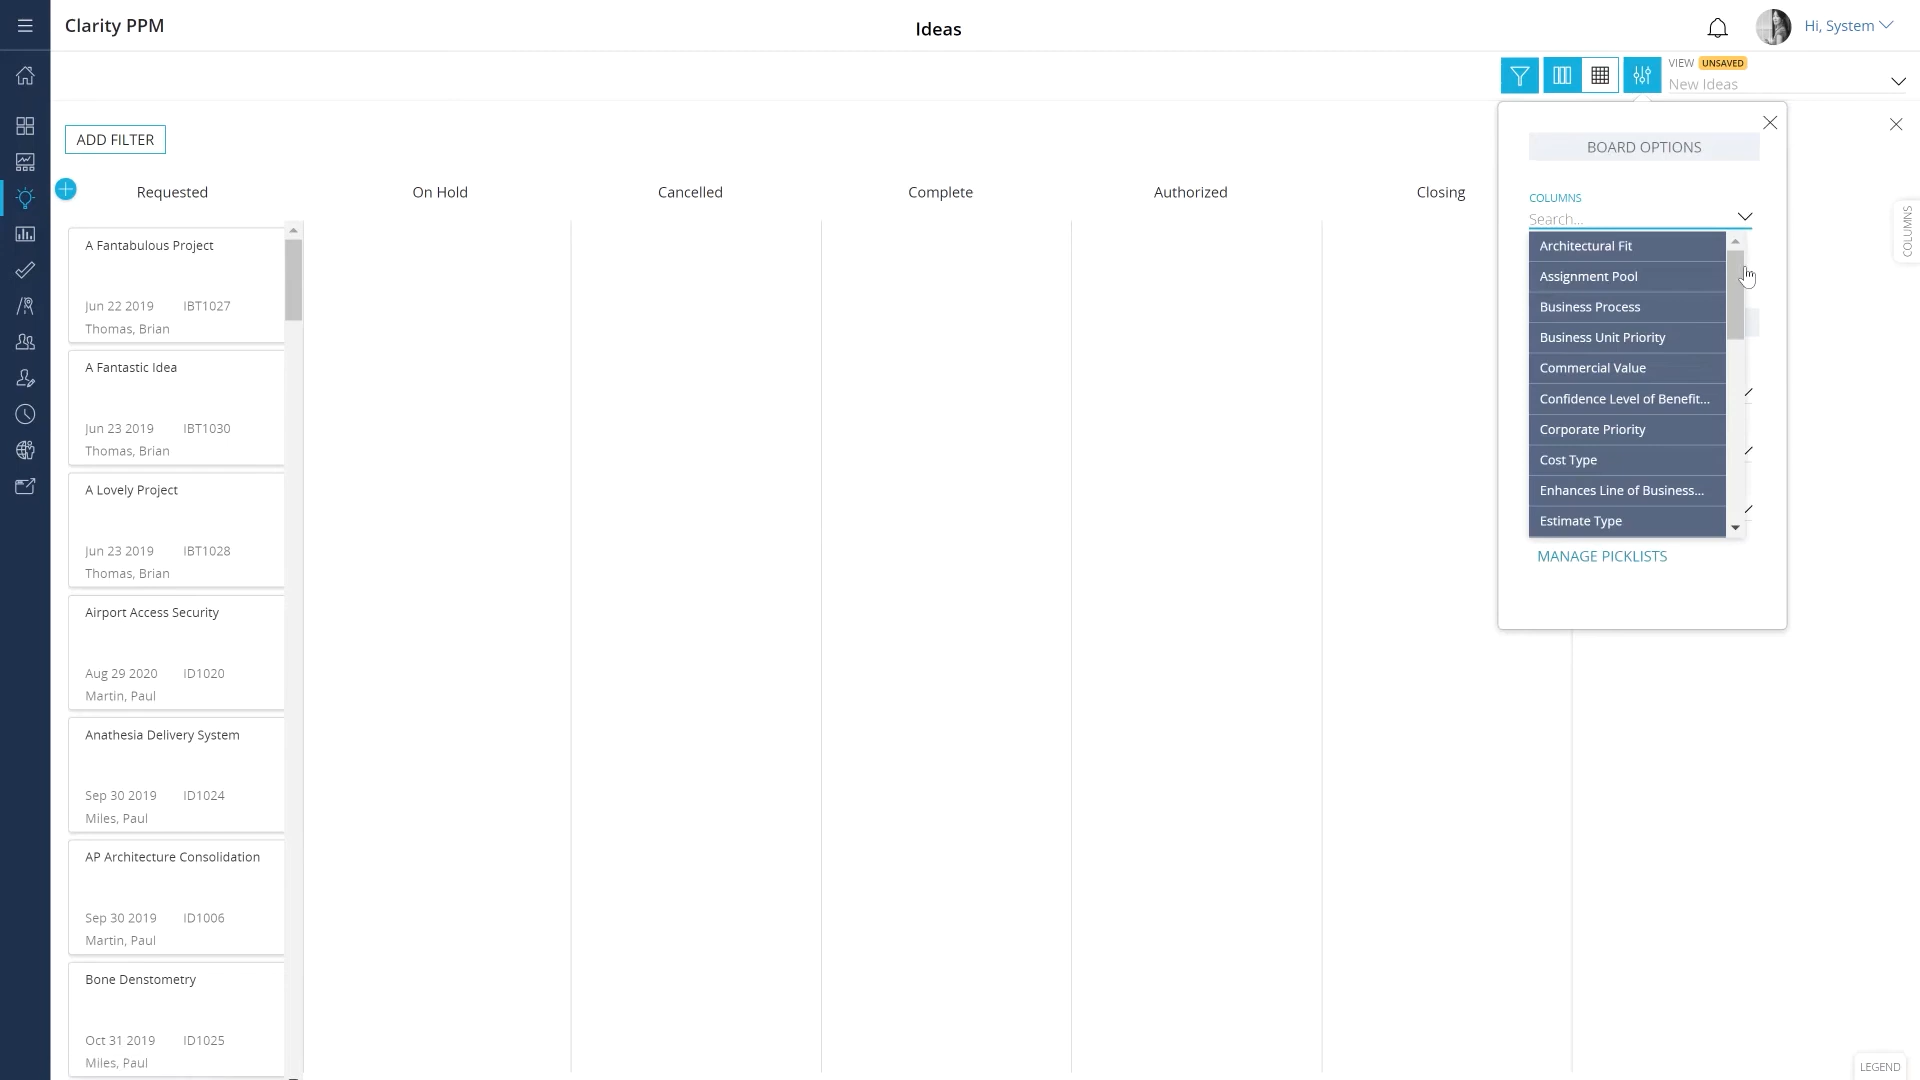 Clarity PPM
Ideas
Hi, System
VIEW UNSAVED
New Ideas
ADD FILTER
BOARD OPTIONS
COLUMNS
Search...
Architectural Fit
Assignment Pool
Business Process
Business Unit Priority
Commercial Value
Confidence Level of Benefit...
Corporate Priority
Cost Type
Enhances Line of Business...
Estimate Type
MANAGE PICKLISTS
COLUMNS
Requested
On Hold
Cancelled
Complete
Authorized
Closing
A Fantabulous Project
Jun 22 2019 IBT1027
Thomas, Brian
A Fantastic Idea
Jun 23 2019 IBT1030
Thomas, Brian
A Lovely Project
Jun 23 2019 IBT1028
Thomas, Brian
Airport Access Security
Aug 29 2020 ID1020
Martin, Paul
Anathesia Delivery System
Sep 30 2019 ID1024
Miles, Paul
AP Architecture Consolidation
Sep 30 2019 ID1006
Martin, Paul
Bone Denstometry
Oct 31 2019 ID1025
Miles, Paul
LEGEND